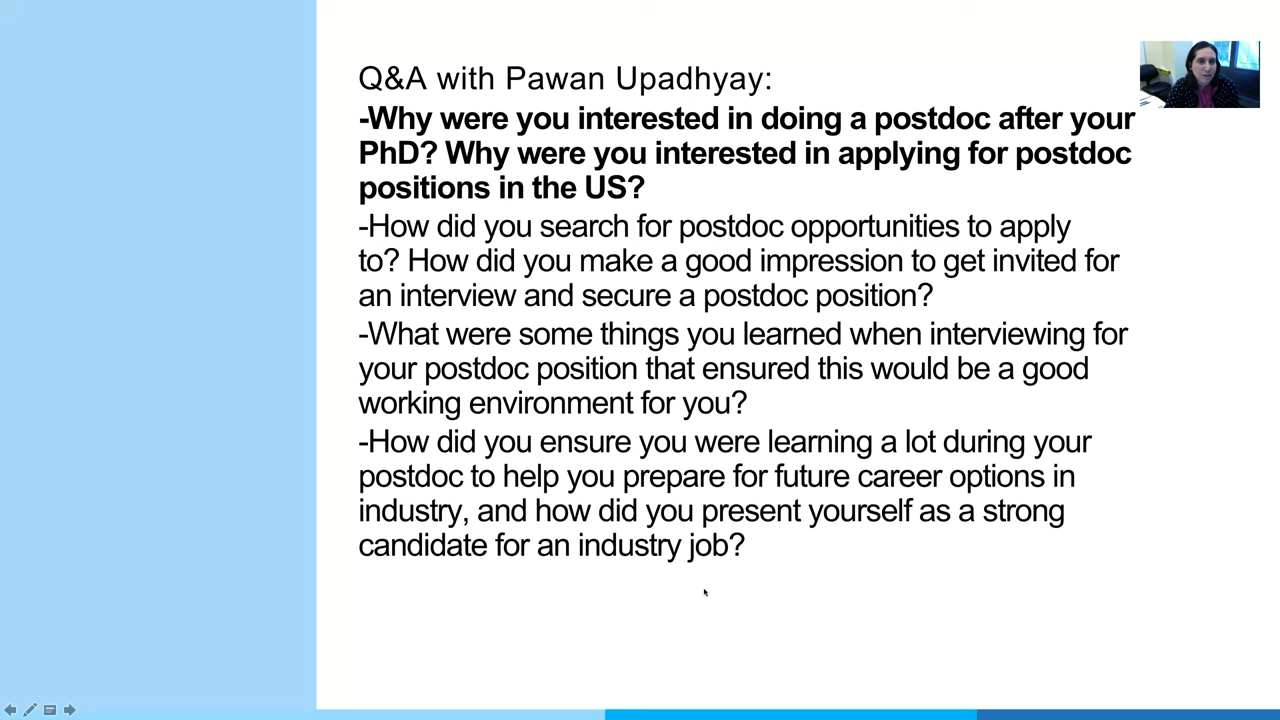 Q&A with Pawan Upadhyay:
-Why were you interested in doing a postdoc after your
PhD? Why were you interested in applying for postdoc
positions in the US?
-How did you search for postdoc opportunities to apply
to? How did you make a good impression to get invited for
an interview and secure a postdoc position?
-What were some things you learned when interviewing for
your postdoc position that ensured this would be a good
working environment for you?
-How did you ensure you were learning a lot during your
postdoc to help you prepare for future career options in
industry, and how did you present yourself as a strong
candidate for an industry job?